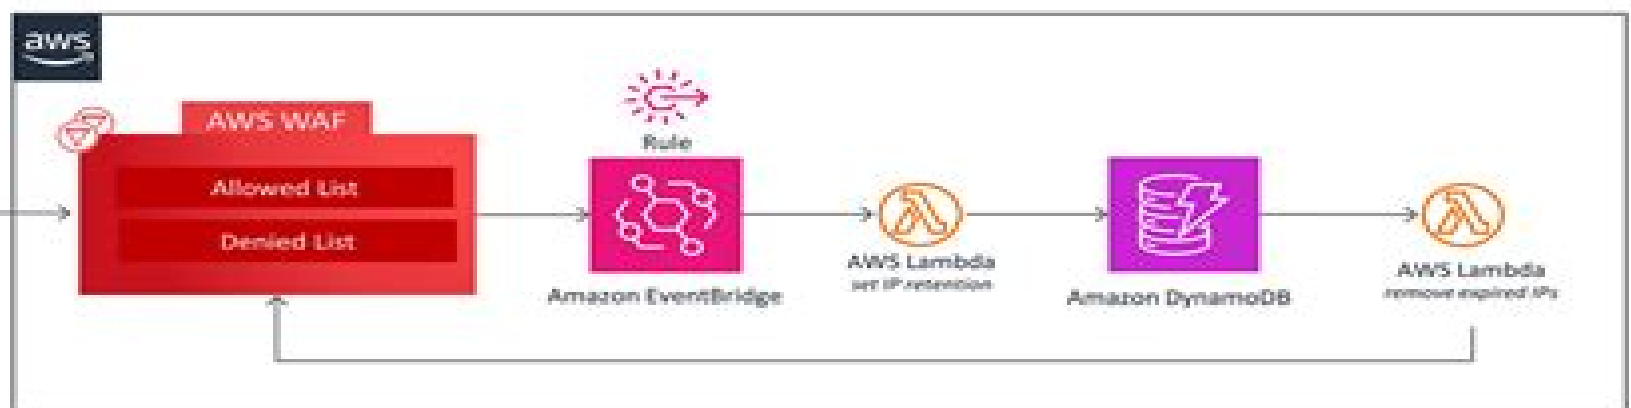 aws
AWS WAF
Allowed List
Denied List
Rule
Amazon EventBridge
AWS Lambda
set IP retention
Amazon DynamoDB
AWS Lambda
remove expired IPs